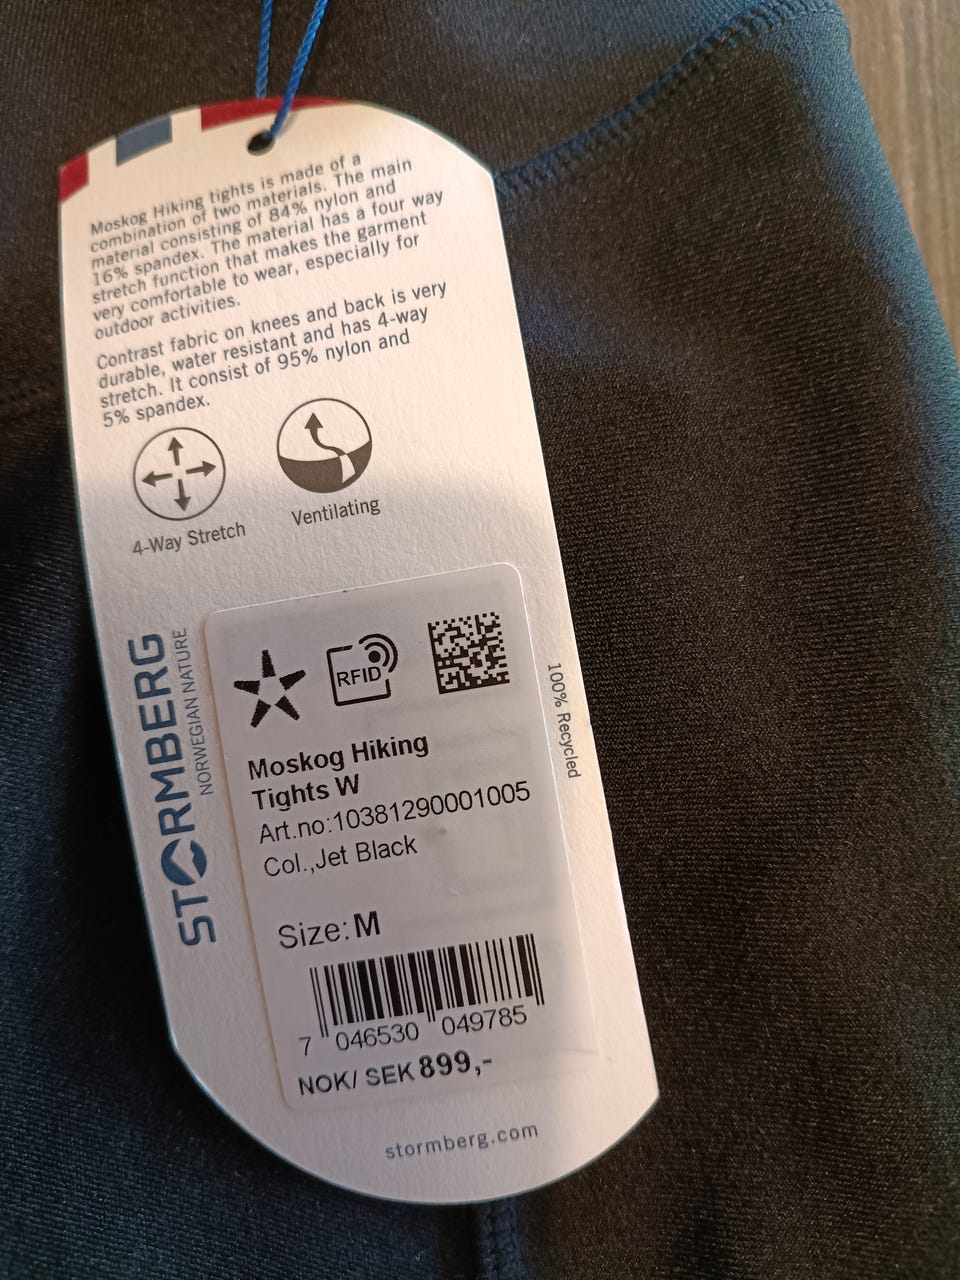 Moskog Hiking tights is made of a
combination of two materials. The main
material consisting of 84% nylon and
16% spandex. The material has a four way
stretch function that makes the garment
very comfortable to wear, especially for
outdoor activities.
Contrast fabric on knees and back is very
durable, water resistant and has 4-way
stretch. It consist of 95% nylon and
5% spandex.
4-Way Stretch
Ventilating
STORMBERG
NORWEGIAN NATURE
RFID
Moskog Hiking
Tights W
Art.no:10381290001005
Col.,Jet Black
Size: M
7 046530 049785
NOK/ SEK 899,-
100% Recycled
stormberg.com